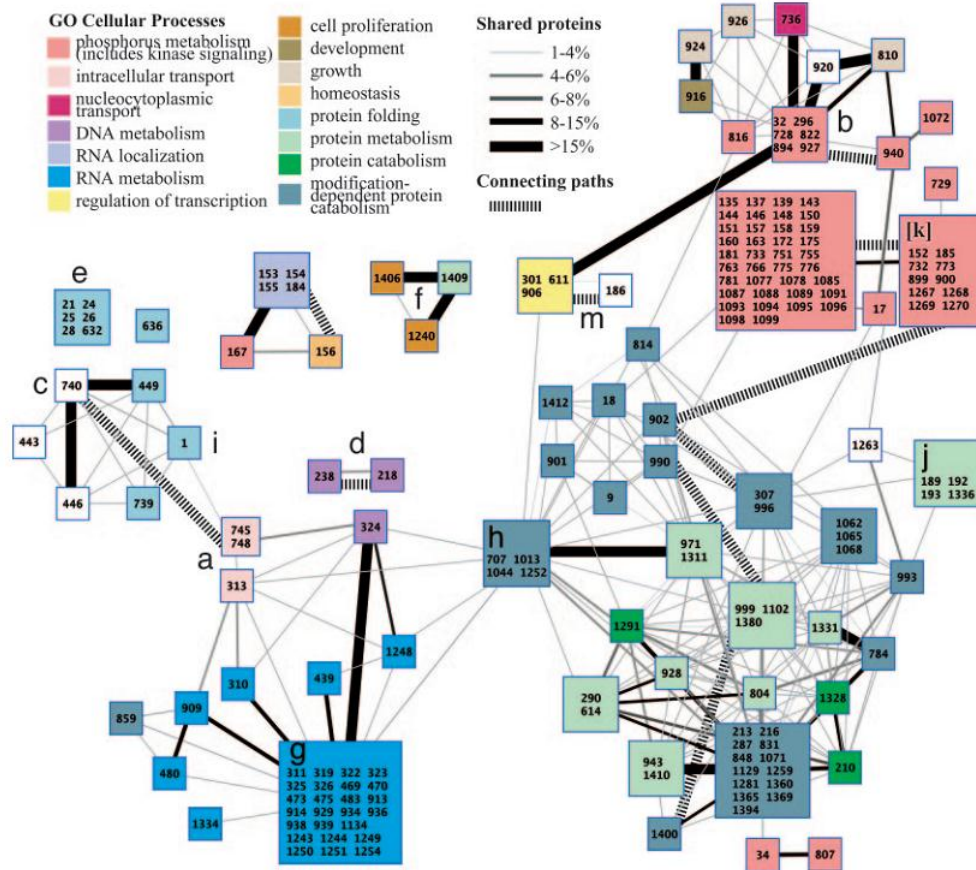 GO Cellular Processes
phosphorus metabolism
(includes kinase signaling)
intracellular transport
nucleocytoplasmic
transport
DNA metabolism
RNA localization
RNA metabolism
regulation of transcription
cell proliferation
development
growth
homeostasis
protein folding
protein metabolism
protein catabolism
modification-
dependent protein
catabolism
Shared proteins
1-4%
4-6%
6-8%
8-15%
>15%
Connecting paths
926
736
924
920
810
916
32 296
728 822
894 927
b
816
940
1072
729
135 137 139 143
144 146 148 150
151 157 158 159
160 163 172 175
181 733 751 755
763 766 775 776
781 1077 1078 1085
1087 1088 1089 1091
1093 1094 1095 1096
1098 1099
[k]
152 185
732 773
899 900
1267 1268
1269 1270
17
301 611
906
186
m
e
21 24
25 26
28 632
636
153 154
155 184
167
156
1406
1409
f
1240
c
740
449
443
1
i
446
739
d
238
218
745
748
a
324
313
310
439
1248
909
859
480
1334
g
311 319 322 323
325 326 469 470
473 475 483 913
914 929 934 936
938 939 1134
1243 1244 1249
1250 1251 1254
814
1412
18
902
901
990
9
307
996
1263
j
189 192
193 1336
h
707 1013
1044 1252
971
1311
1062
1065
1068
993
999 1102
1380
1291
1331
784
928
804
1328
290
614
943
1410
213 216
287 831
848 1071
1129 1259
1281 1360
1365 1369
1394
210
1400
34
807